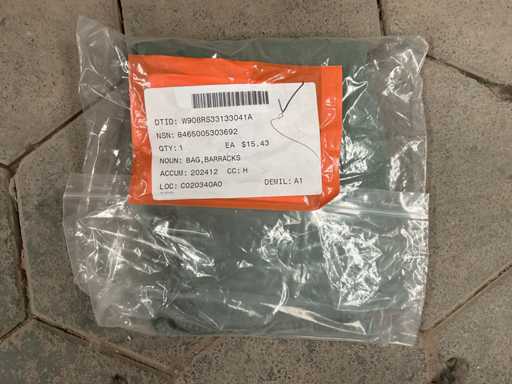 DTID: W908RS33133041A
NSN: 8465005303692
QTY: 1 EA $15.43
NOUN: BAG,BARRACKS
ACCUM: 202412 CC: H
LOC: C020340A0 DEMIL: A1